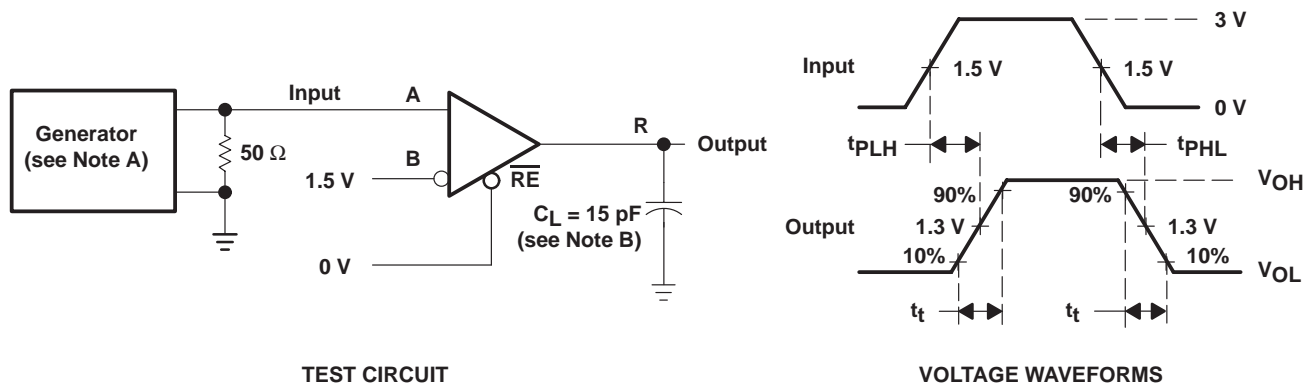 Generator
(see Note A)
50 Ω
Input
A
B
1.5 V
RE
0 V
R
Output
CL = 15 pF
(see Note B)
TEST CIRCUIT
Input
3 V
1.5 V
1.5 V
0 V
tPLH
tPHL
Output
90%
90%
VOH
1.3 V
1.3 V
10%
10%
VOL
tt
tt
VOLTAGE WAVEFORMS